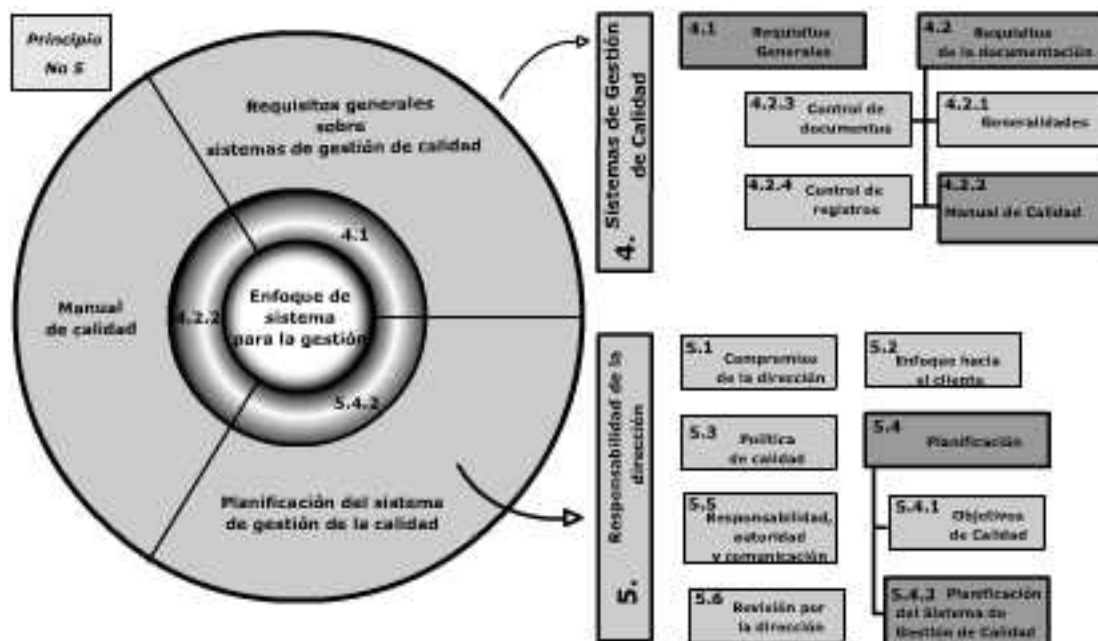 Principio
No 5
Requisitos generales
sobre
sistemas de gestión de calidad
4.1
Manual
de calidad
4.2.2
Enfoque de
sistema
para la gestión
5.4.2
Planificación del sistema
de gestión de la calidad
4. Sistemas de Gestión
de Calidad
4.1 Requisitos
Generales
4.2 Requisitos
de la documentación
4.2.3 Control de
documentos
4.2.1
Generalidades
4.2.4 Control de
registros
4.2.2
Manual de Calidad
5. Responsabilidad de la
dirección
5.1
Compromiso
de la dirección
5.2
Enfoque hacia
el cliente
5.3
Política
de calidad
5.4
Planificación
5.5
Responsabilidad,
autoridad
y comunicación
5.4.1
Objetivos
de Calidad
5.6
Revisión por
la dirección
5.4.3 Planificación
del Sistema de
Gestión de Calidad